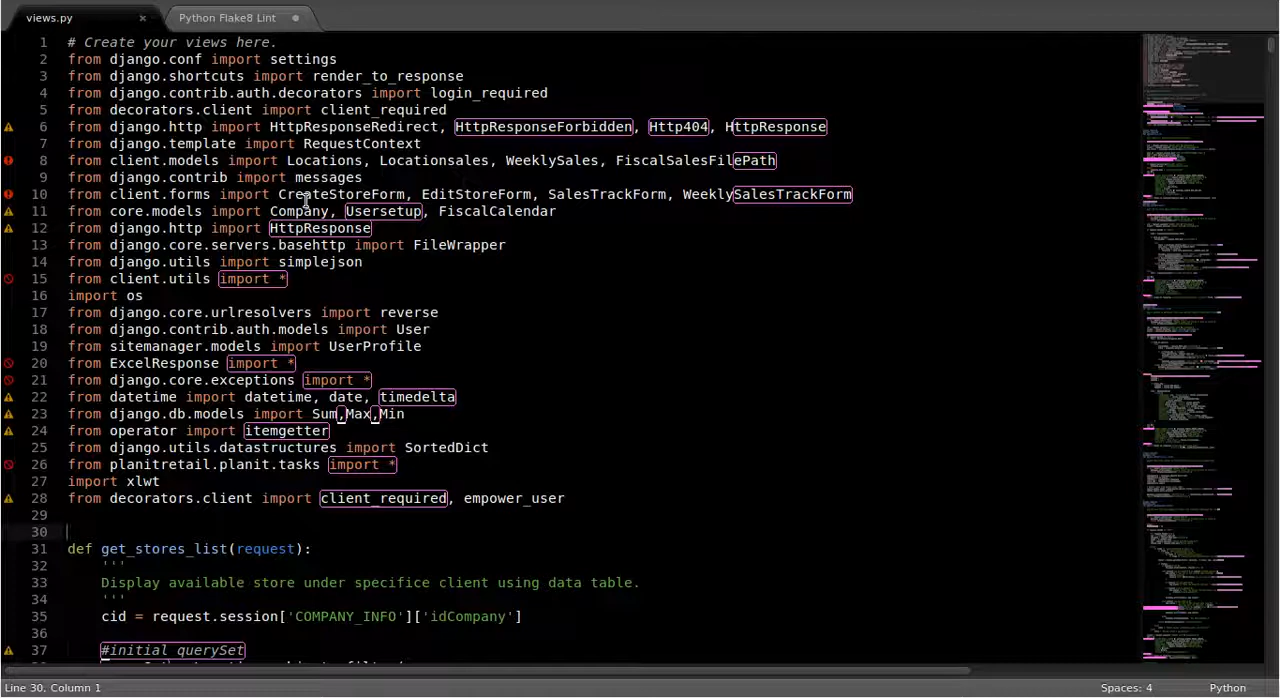 views.py × Python Flake8 Lint
1 # Create your views here.
2 from django.conf import settings
3 from django.shortcuts import render_to_response
4 from django.contrib.auth.decorators import login_required
5 from decorators.client import client_required
6 from django.http import HttpResponseRedirect, HttpResponseForbidden, Http404, HttpResponse
7 from django.template import RequestContext
8 from client.models import Locations, Locationsales, WeeklySales, FiscalSalesFilePath
9 from django.contrib import messages
10 from client.forms import CreateStoreForm, EditStoreForm, SalesTrackForm, WeeklySalesTrackForm
11 from core.models import Company, Usersetup, FiscalCalendar
12 from django.http import HttpResponse
13 from django.core.servers.basehttp import FileWrapper
14 from django.utils import simplejson
15 from client.utils import *
16 import os
17 from django.core.urlresolvers import reverse
18 from django.contrib.auth.models import User
19 from sitemanager.models import UserProfile
20 from ExcelResponse import *
21 from django.core.exceptions import *
22 from datetime import datetime, date, timedelta
23 from django.db.models import Sum,Max,Min
24 from operator import itemgetter
25 from django.utils.datastructures import SortedDict
26 from planitretail.planit.tasks import *
27 import xlwt
28 from decorators.client import client_required, empower_user
29
30
31 def get_stores_list(request):
32 '''
33 Display available store under specifice client using data table.
34 '''
35 cid = request.session['COMPANY_INFO']['idCompany']
36
37 #initial querySet
Line 30, Column 1 Spaces: 4 Python